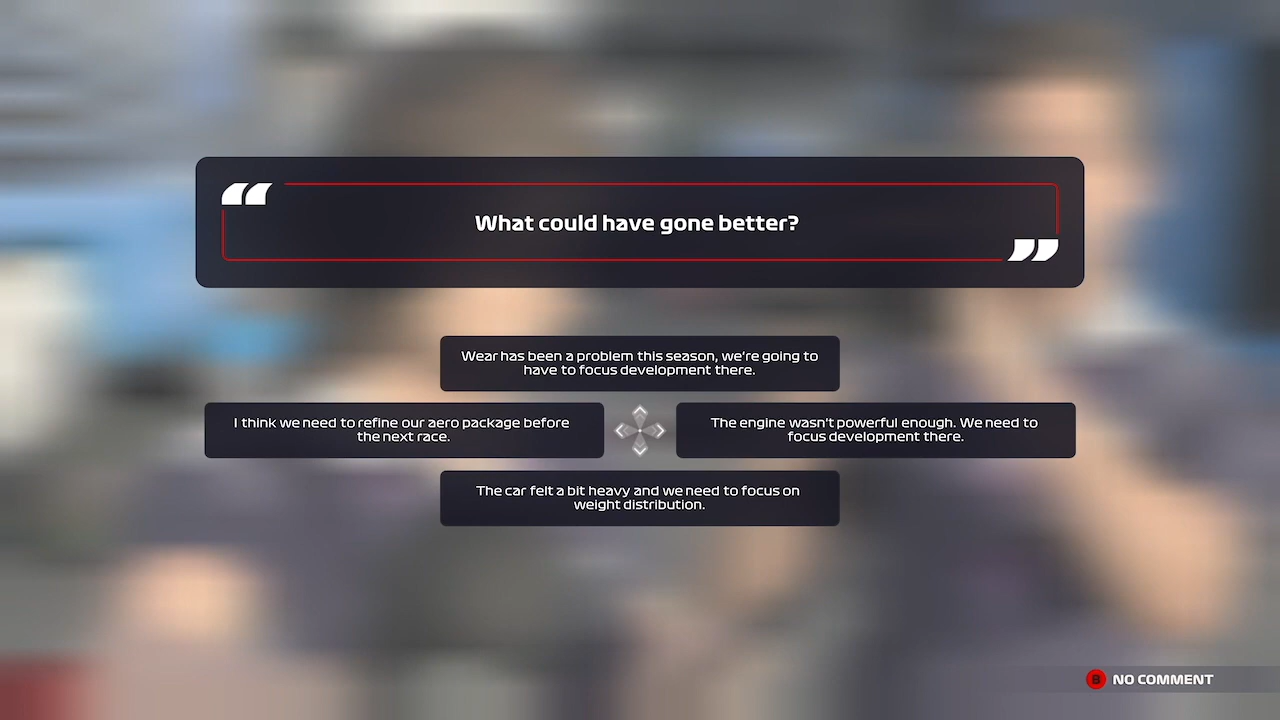 What could have gone better?
Wear has been a problem this season, we're going to
have to focus development there.
I think we need to refine our aero package before
the next race.
The engine wasn't powerful enough. We need to
focus development there.
The car felt a bit heavy and we need to focus on
weight distribution.
B NO COMMENT